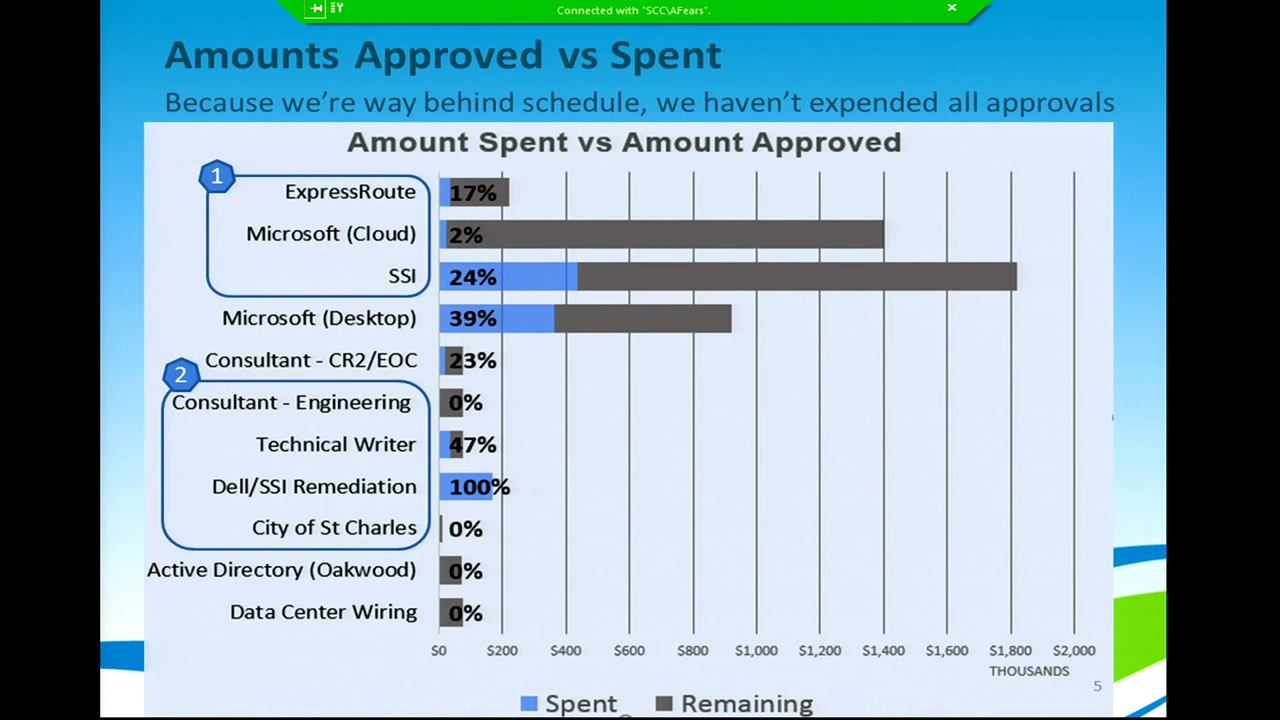 Connected with "SCC\AFears".
Amounts Approved vs Spent
Because we're way behind schedule, we haven't expended all approvals
Amount Spent vs Amount Approved
1
ExpressRoute 17%
Microsoft (Cloud) 2%
SSI 24%
Microsoft (Desktop) 39%
Consultant - CR2/EOC 23%
2
Consultant - Engineering 0%
Technical Writer 47%
Dell/SSI Remediation 100%
City of St Charles 0%
Active Directory (Oakwood) 0%
Data Center Wiring 0%
$0 $200 $400 $600 $800 $1,000 $1,200 $1,400 $1,600 $1,800 $2,000
THOUSANDS
5
Spent Remaining